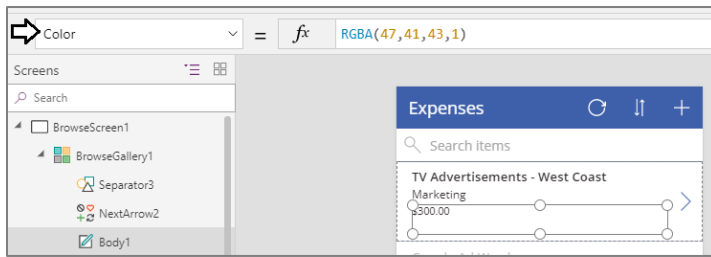 Color = fx RGBA(47,41,43,1)
Screens
Search
BrowseScreen1
BrowseGallery1
Separator3
NextArrow2
Body1
Expenses
Search items
TV Advertisements - West Coast
Marketing
$300.00